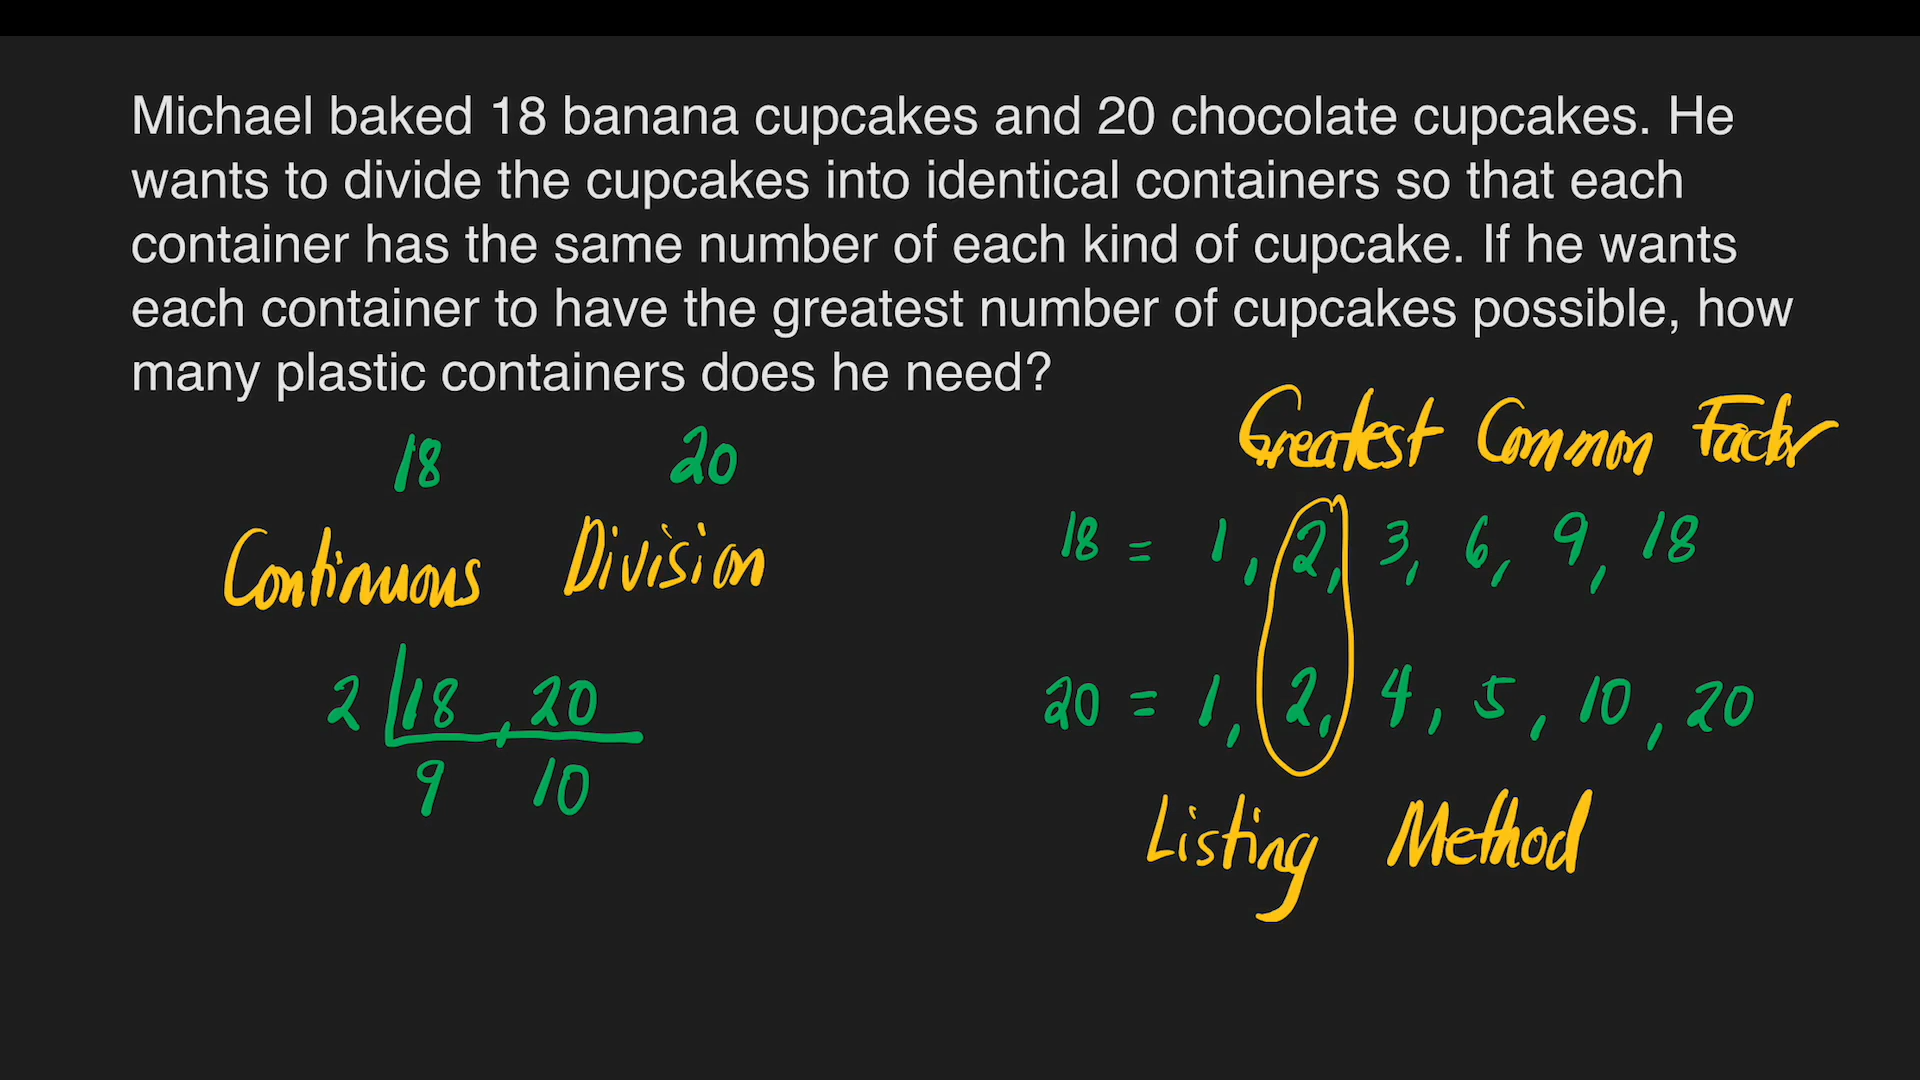 Michael baked 18 banana cupcakes and 20 chocolate cupcakes. He
wants to divide the cupcakes into identical containers so that each
container has the same number of each kind of cupcake. If he wants
each container to have the greatest number of cupcakes possible, how
many plastic containers does he need?
18 20
Continuous Division
2 18, 20
9 10
Greatest Common Factor
18 = 1, 2, 3, 6, 9, 18
20 = 1, 2, 4, 5, 10, 20
Listing Method